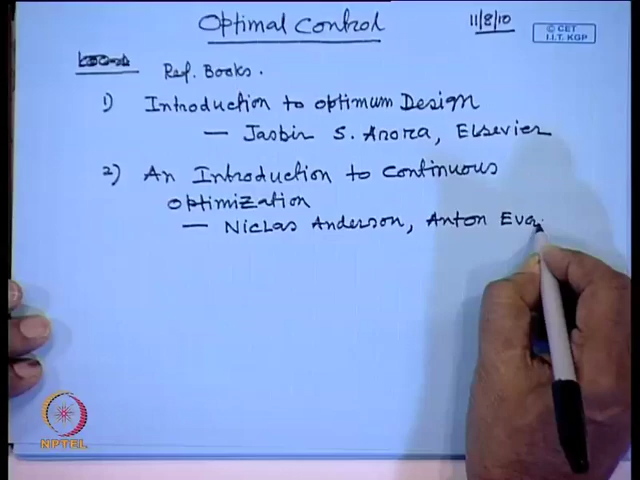 Optimal Control
11/8/10
© CET
I.I.T. KGP
Ref. Books.
1) Introduction to optimum Design
— Jasbir S. Arora, Elsevier
2) An Introduction to Continuous
optimization
— Niclas Anderson, Anton Eva
NPTEL